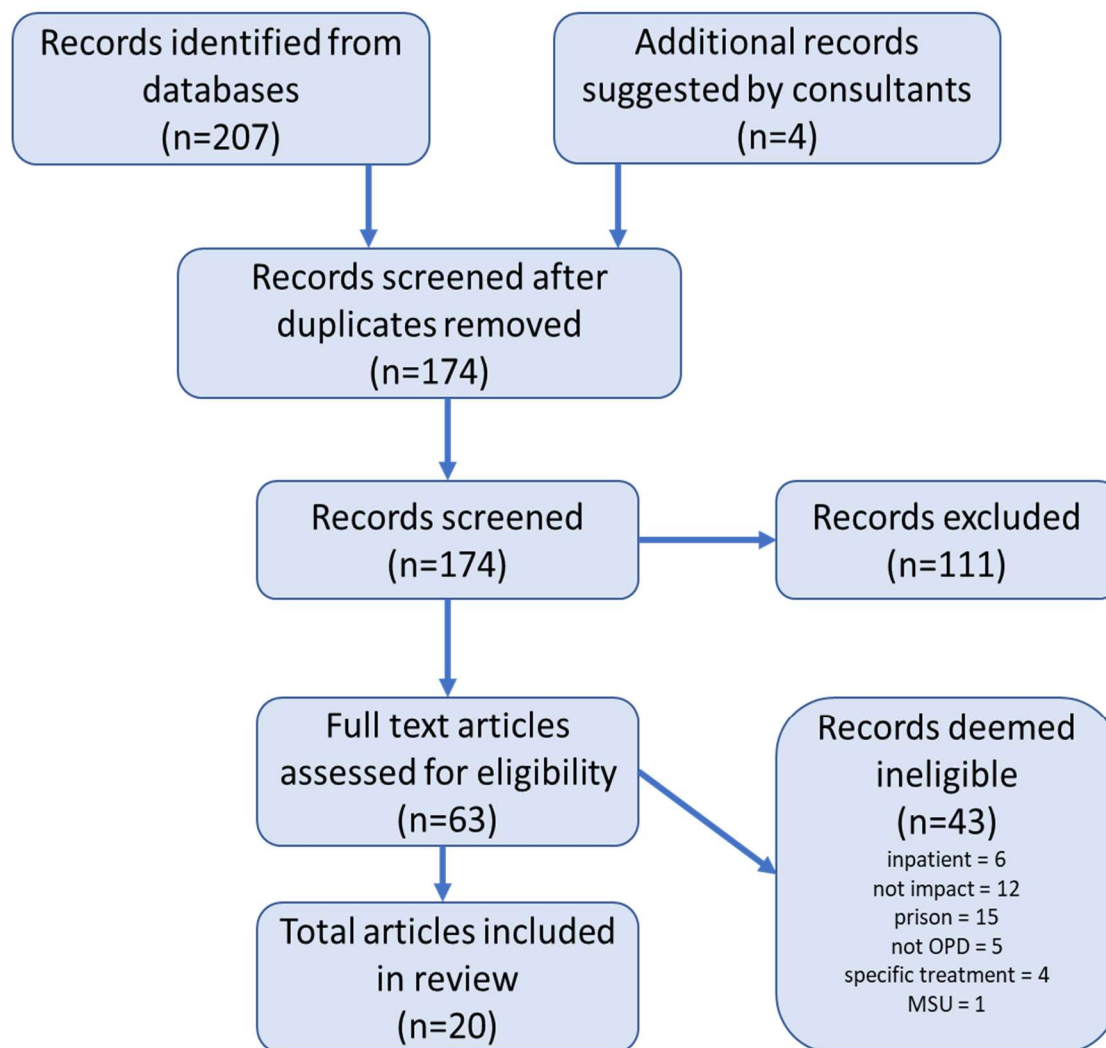 Records identified from
databases
(n=207)
Additional records
suggested by consultants
(n=4)
Records screened after
duplicates removed
(n=174)
Records screened
(n=174)
Records excluded
(n=111)
Full text articles
assessed for eligibility
(n=63)
Records deemed
ineligible
(n=43)
inpatient = 6
not impact = 12
prison = 15
not OPD = 5
specific treatment = 4
MSU = 1
Total articles included
in review
(n=20)